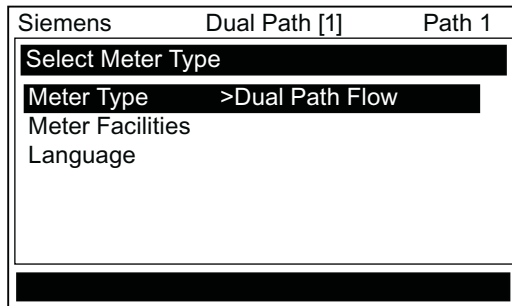 Siemens Dual Path [1] Path 1
Select Meter Type
Meter Type >Dual Path Flow
Meter Facilities
Language